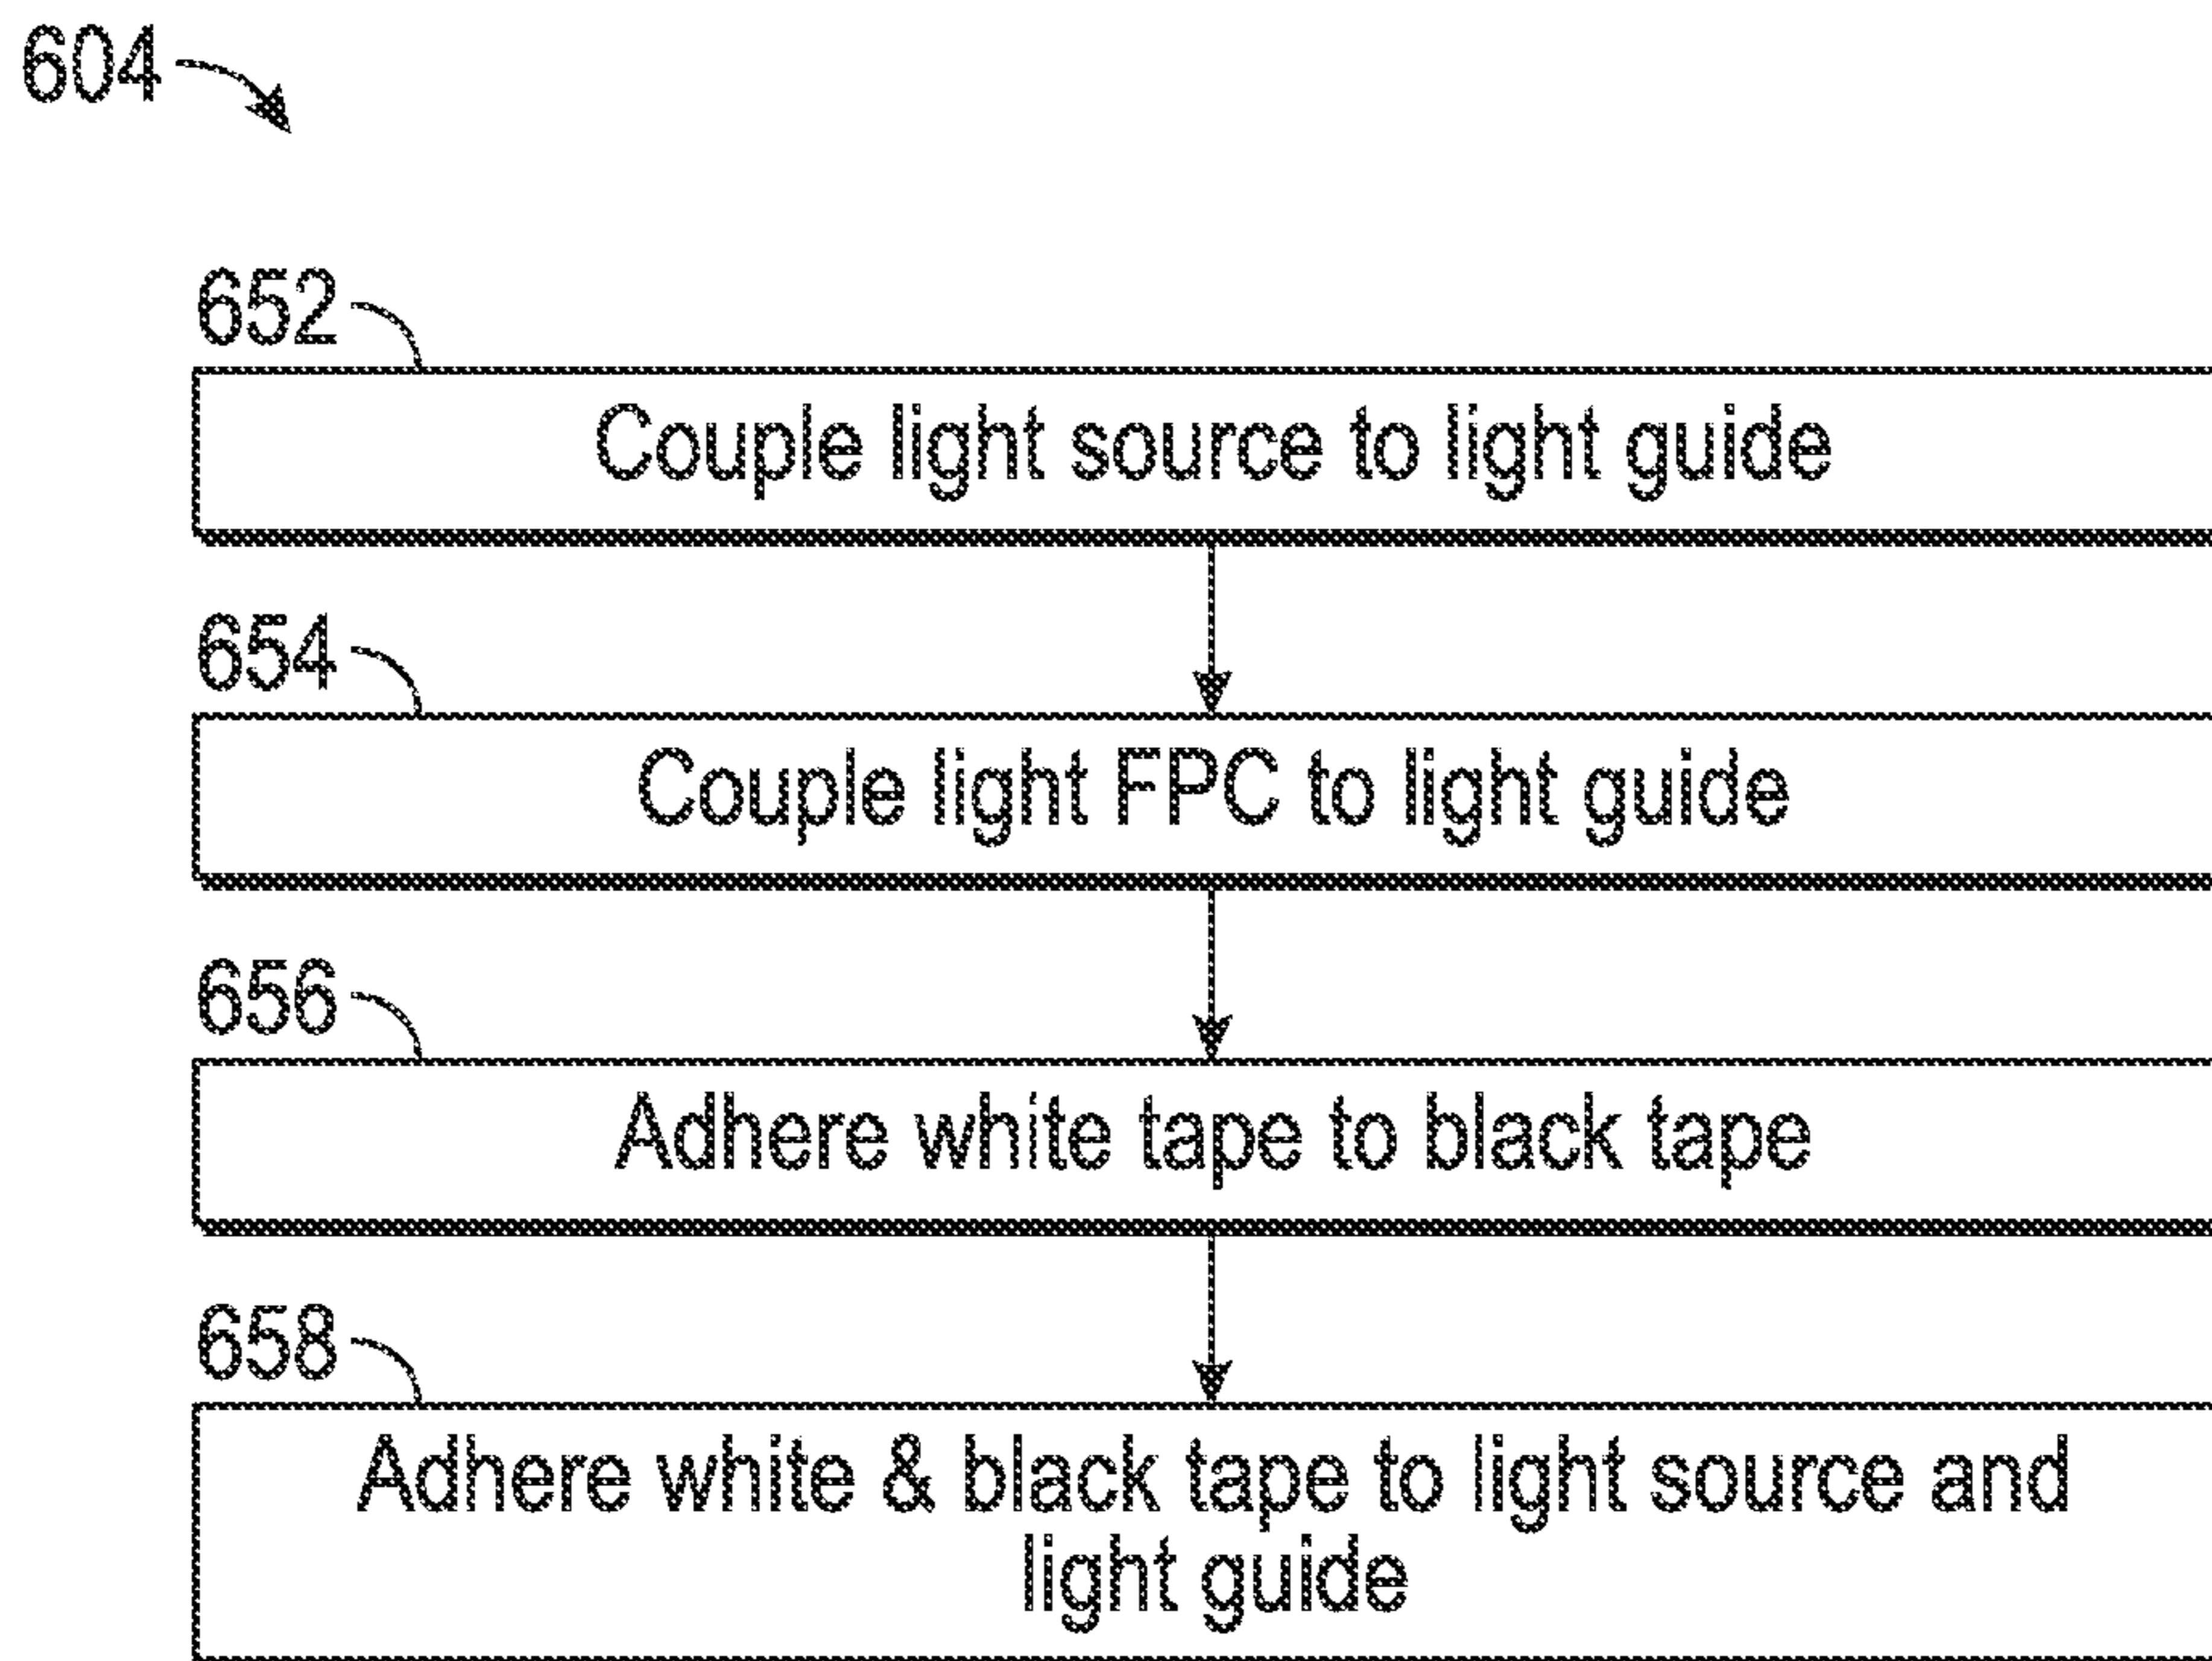 604
652
Couple light source to light guide
654
Couple light FPC to light guide
656
Adhere white tape to black tape
658
Adhere white & black tape to light source and
light guide